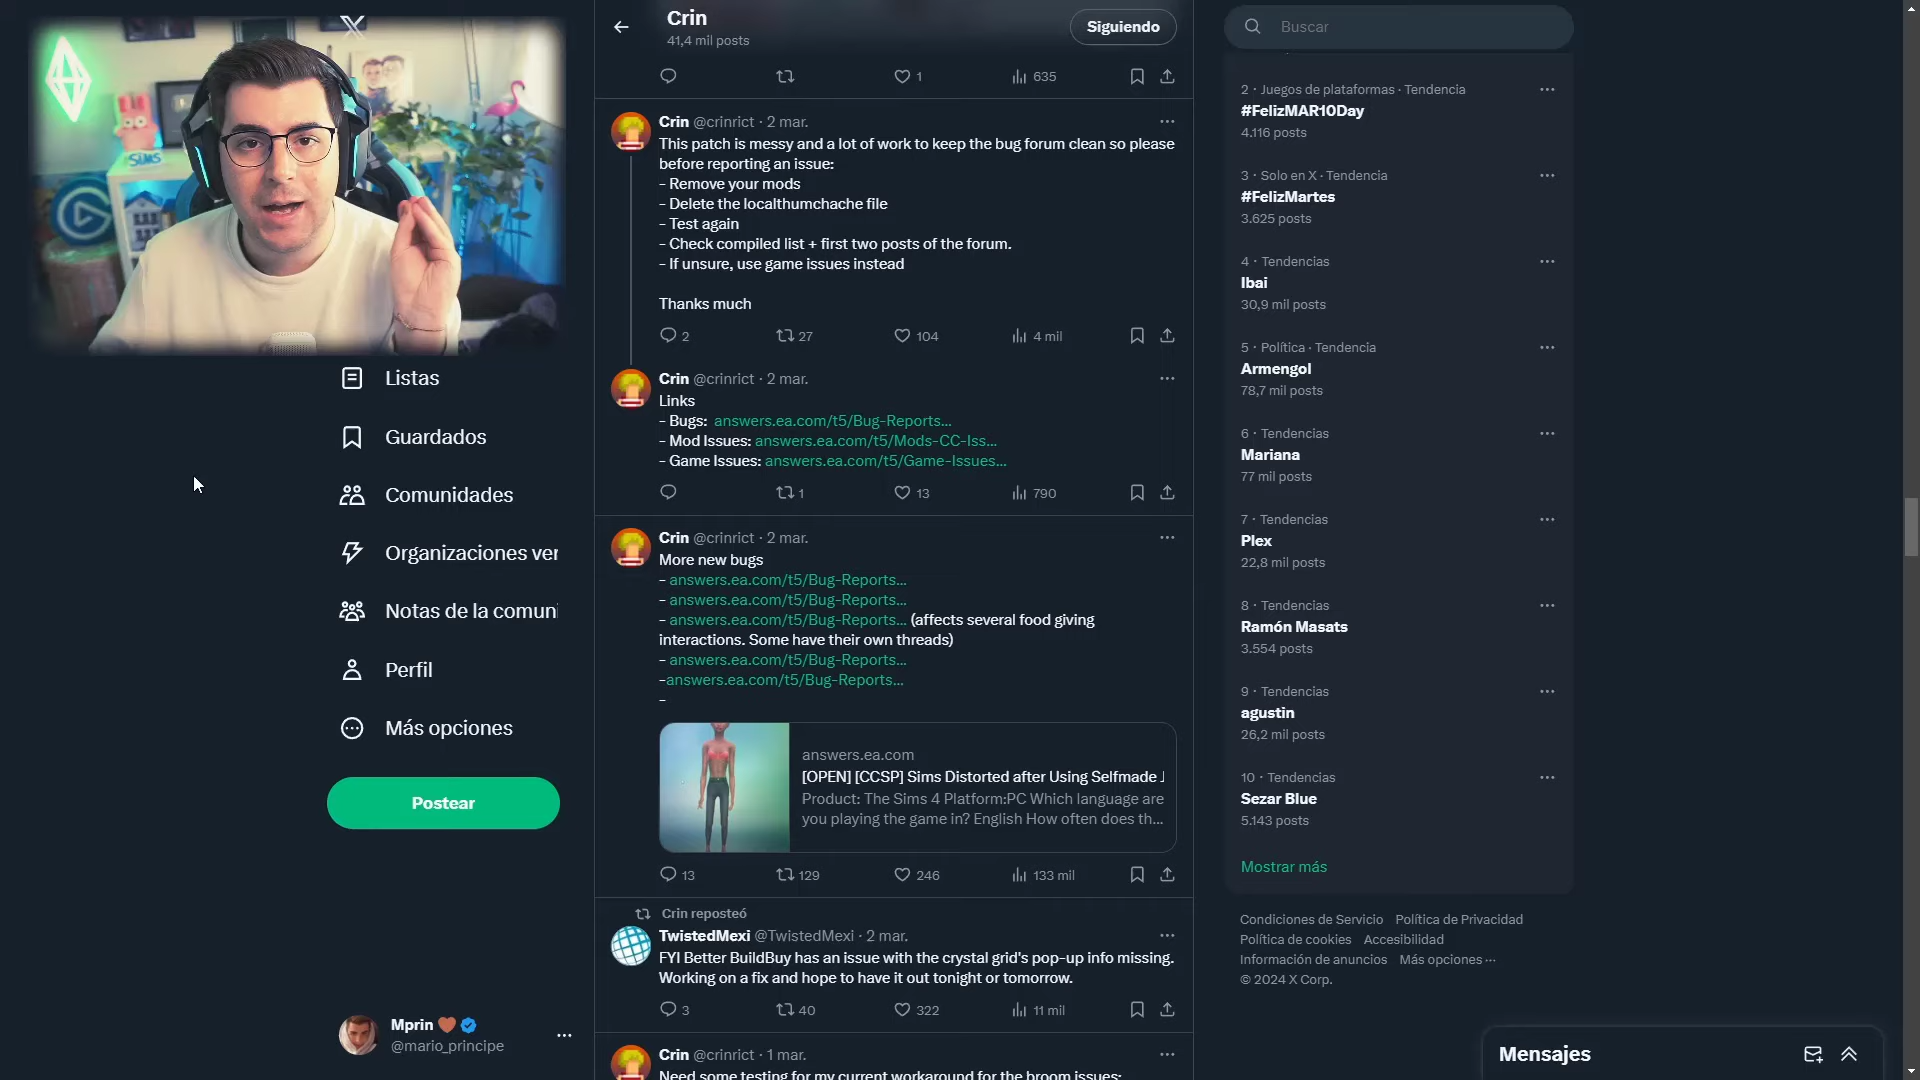 SIMS
Listas
Guardados
Comunidades
Organizaciones ver
Notas de la comuni
Perfil
Más opciones
Postear
Mprin
@mario_principe
Crin
41,4 mil posts
Siguiendo
1
635
Crin @crinrict · 2 mar.
This patch is messy and a lot of work to keep the bug forum clean so please
before reporting an issue:
- Remove your mods
- Delete the localthumchache file
- Test again
- Check compiled list + first two posts of the forum.
- If unsure, use game issues instead
Thanks much
2
27
104
4 mil
Crin @crinrict · 2 mar.
Links
- Bugs: answers.ea.com/t5/Bug-Reports…
- Mod Issues: answers.ea.com/t5/Mods-CC-Iss…
- Game Issues: answers.ea.com/t5/Game-Issues…
1
13
790
Crin @crinrict · 2 mar.
More new bugs
- answers.ea.com/t5/Bug-Reports…
- answers.ea.com/t5/Bug-Reports…
- answers.ea.com/t5/Bug-Reports… (affects several food giving
interactions. Some have their own threads)
- answers.ea.com/t5/Bug-Reports…
-answers.ea.com/t5/Bug-Reports…
-
answers.ea.com
[OPEN] [CCSP] Sims Distorted after Using Selfmade
Product: The Sims 4 Platform:PC Which language are
you playing the game in? English How often does th…
13
129
246
133 mil
Crin reposteó
TwistedMexi @TwistedMexi · 2 mar.
FYI Better BuildBuy has an issue with the crystal grid's pop-up info missing.
Working on a fix and hope to have it out tonight or tomorrow.
3
40
322
11 mil
Crin @crinrict · 1 mar.
Need some testing for my current workaround for the broom issues:
Buscar
2 · Juegos de plataformas · Tendencia
#FelizMAR10Day
4.116 posts
3 · Solo en X · Tendencia
#FelizMartes
3.625 posts
4 · Tendencias
Ibai
30,9 mil posts
5 · Política · Tendencia
Armengol
78,7 mil posts
6 · Tendencias
Mariana
77 mil posts
7 · Tendencias
Plex
22,8 mil posts
8 · Tendencias
Ramón Masats
3.554 posts
9 · Tendencias
agustin
26,2 mil posts
10 · Tendencias
Sezar Blue
5.143 posts
Mostrar más
Condiciones de Servicio Política de Privacidad
Política de cookies Accesibilidad
Información de anuncios Más opciones ···
© 2024 X Corp.
Mensajes